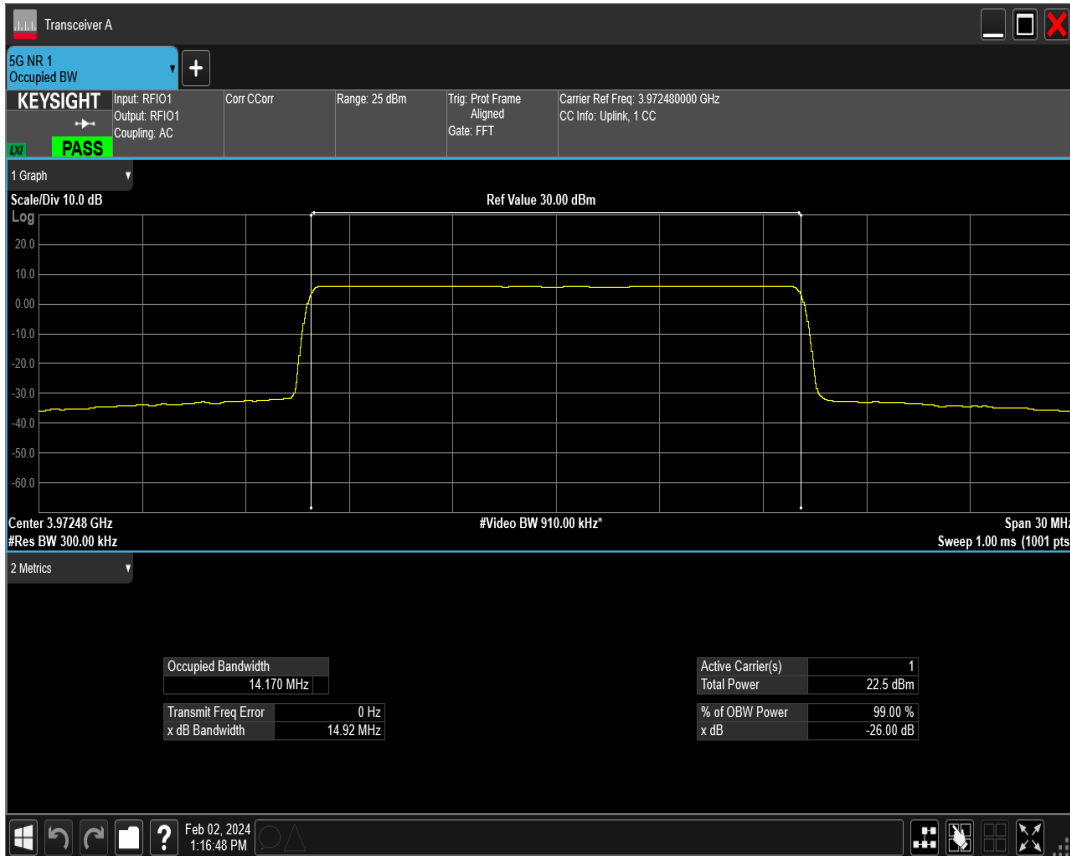 Transceiver A
5G NR 1
Occupied BW
+
KEYSIGHT
LXI
PASS
Input: RFIO1
Output: RFIO1
Coupling: AC
Corr CCorr
Range: 25 dBm
Trig: Prot Frame
Aligned
Gate: FFT
Carrier Ref Freq: 3.972480000 GHz
CC Info: Uplink, 1 CC
1 Graph
Scale/Div 10.0 dB
Ref Value 30.00 dBm
Log
20.0
10.0
0.00
-10.0
-20.0
-30.0
-40.0
-50.0
-60.0
Center 3.97248 GHz
#Video BW 910.00 kHz*
Span 30 MHz
#Res BW 300.00 kHz
Sweep 1.00 ms (1001 pts
2 Metrics
Occupied Bandwidth
14.170 MHz
Transmit Freq Error 0 Hz
x dB Bandwidth 14.92 MHz
Active Carrier(s) 1
Total Power 22.5 dBm
% of OBW Power 99.00 %
x dB -26.00 dB
?
Feb 02, 2024
1:16:48 PM